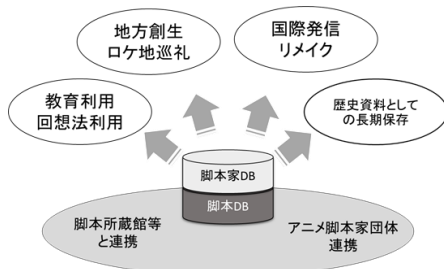 地方創生
ロケ地巡礼
国際発信
リメイク
教育利用
回想法利用
歴史資料として
の長期保存
脚本家DB
脚本DB
脚本所蔵館等
と連携
アニメ脚本家団体
連携